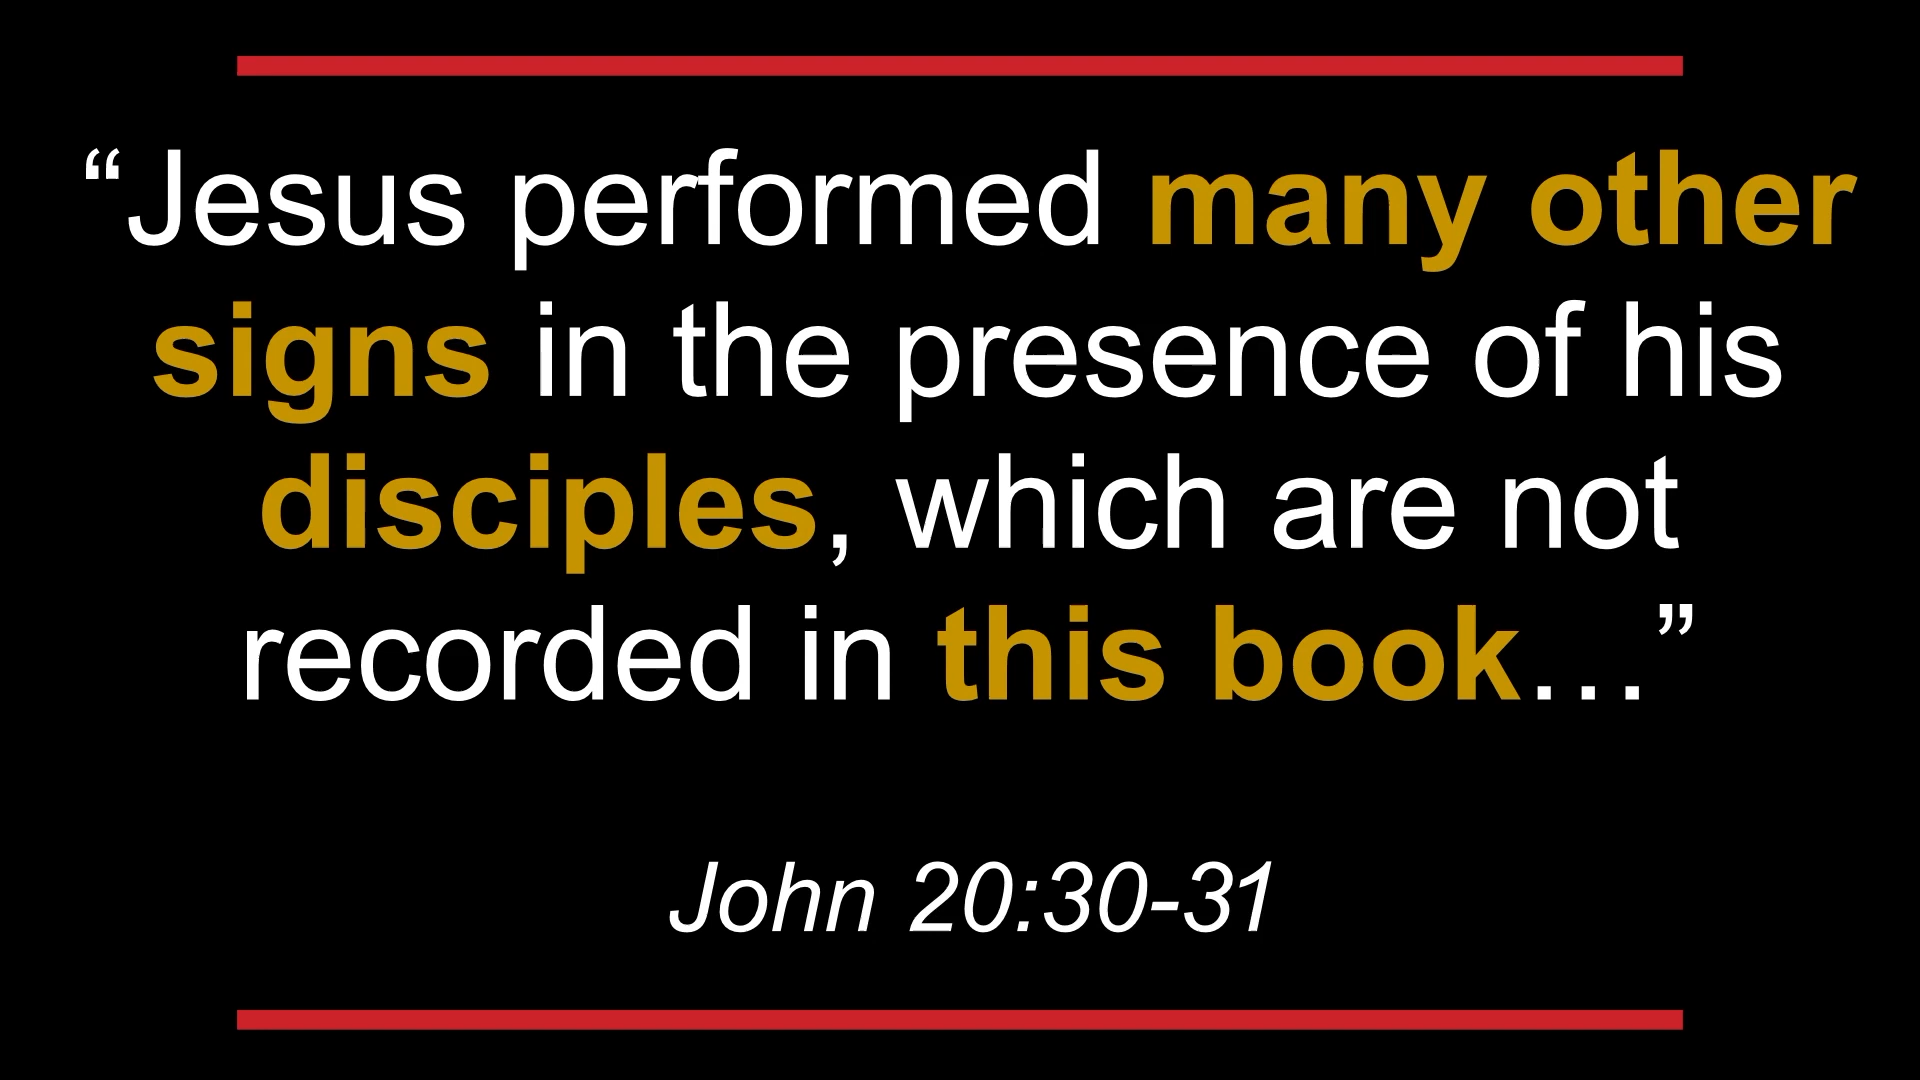 “Jesus performed many other
signs in the presence of his
disciples, which are not
recorded in this book…”
John 20:30-31